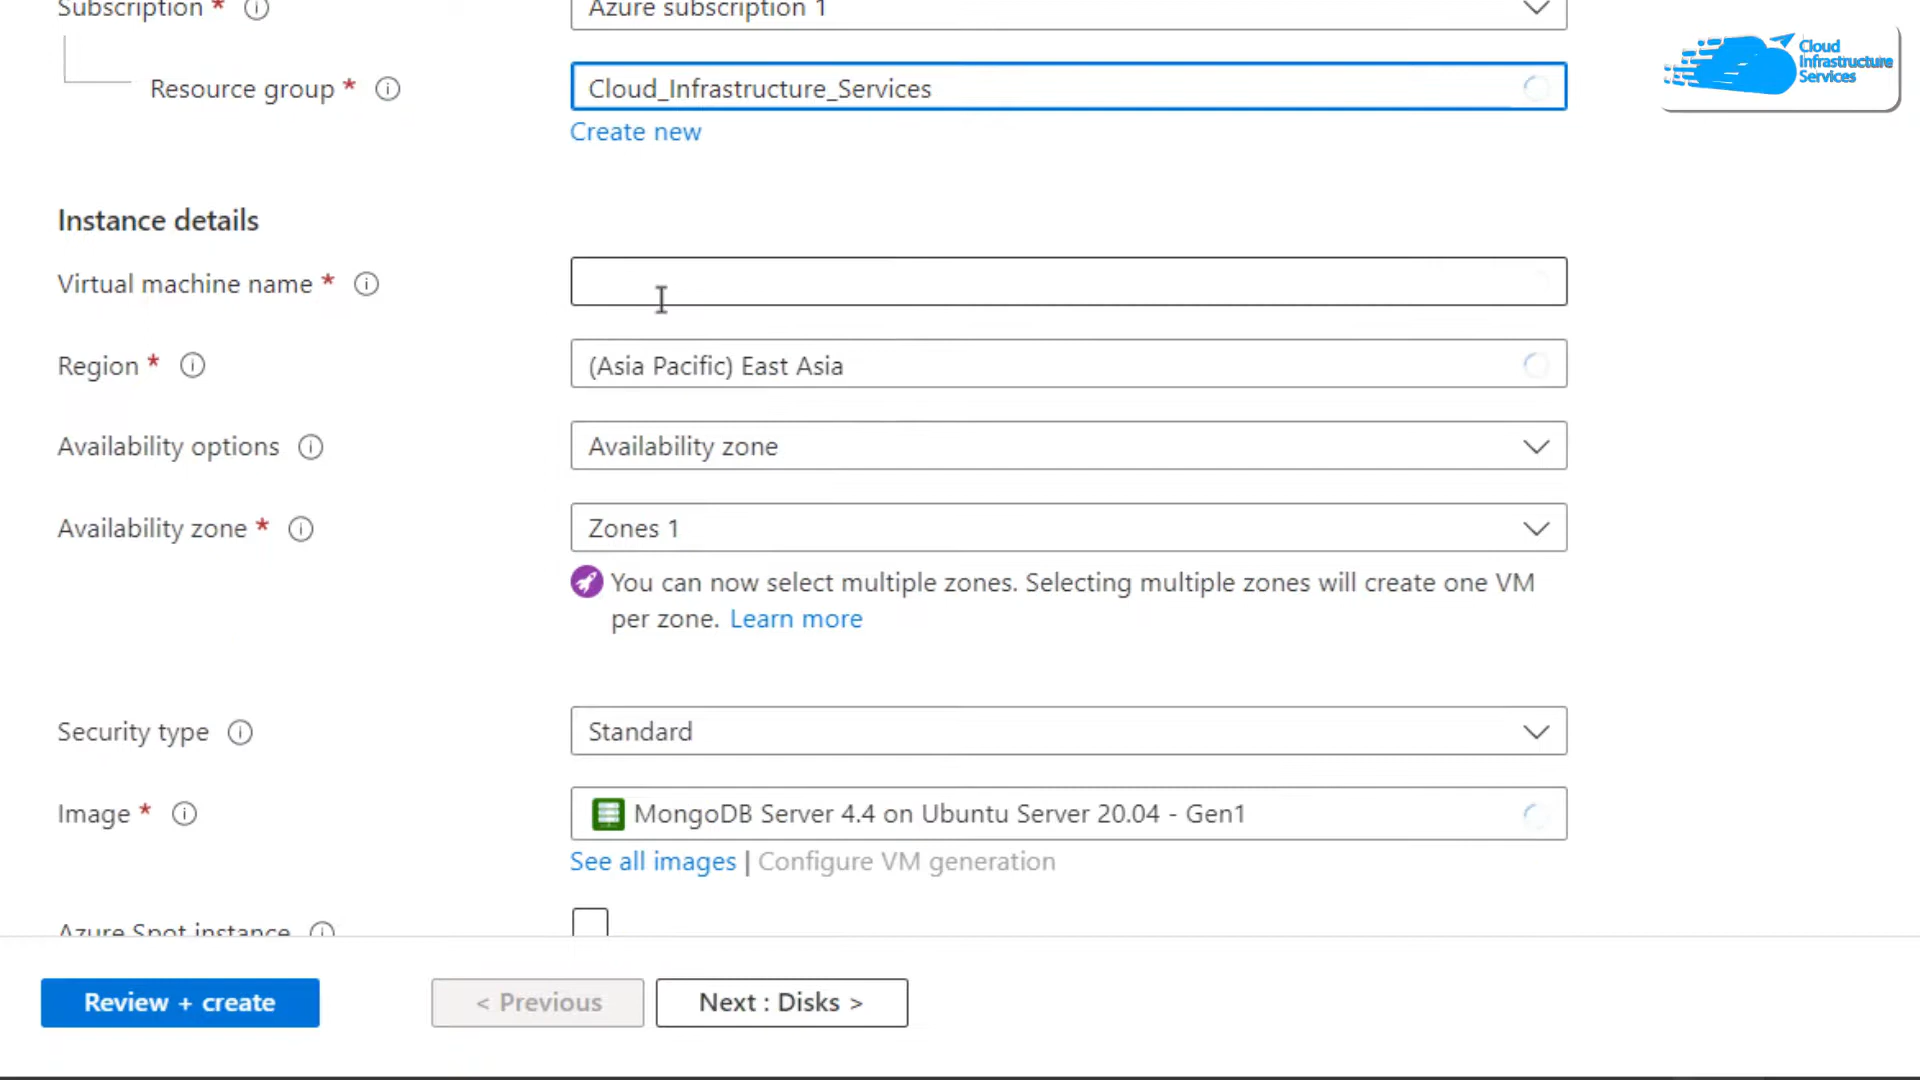 Subscription *
Azure subscription 1
Cloud
Infrastructure
Services
Resource group *
Cloud_Infrastructure_Services
Create new
Instance details
Virtual machine name *
Region *
(Asia Pacific) East Asia
Availability options
Availability zone
Availability zone *
Zones 1
You can now select multiple zones. Selecting multiple zones will create one VM
per zone. Learn more
Security type
Standard
Image *
MongoDB Server 4.4 on Ubuntu Server 20.04 - Gen1
See all images | Configure VM generation
Azure Spot instance
Review + create
< Previous
Next : Disks >